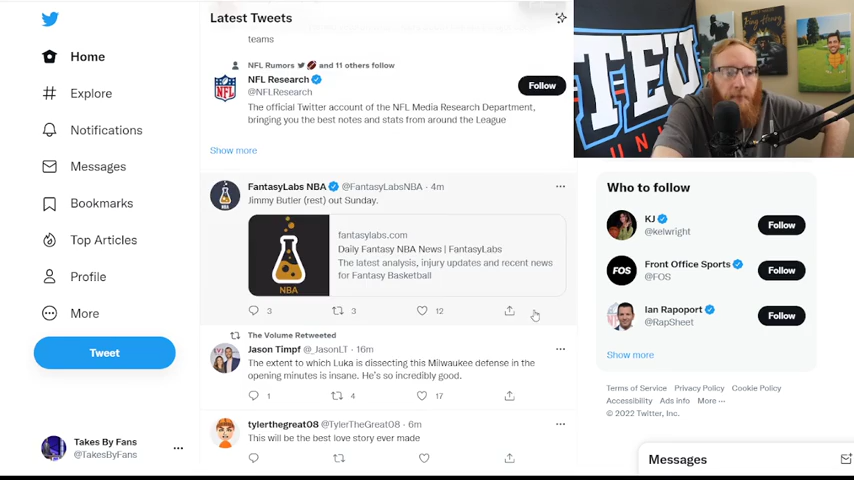 Latest Tweets
teams
NFL Rumors 🏈 and 11 others follow
NFL Research
@NFLResearch
Follow
The official Twitter account of the NFL Media Research Department,
bringing you the best notes and stats from around the League
Show more
Home
Explore
Notifications
Messages
Bookmarks
Top Articles
Profile
More
Tweet
Takes By Fans
@TakesByFans
FantasyLabs NBA @FantasyLabsNBA · 4m
Jimmy Butler (rest) out Sunday.
NBA
fantasylabs.com
Daily Fantasy NBA News | FantasyLabs
The latest analysis, injury updates and recent news
for Fantasy Basketball
3 3 12
The Volume Retweeted
Jason Timpf @_JasonLT · 16m
The extent to which Luka is dissecting this Milwaukee defense in the
opening minutes is insane. He's so incredibly good.
1 4 17
tylerthegreat08 @TylerTheGreat08 · 6m
This will be the best love story ever made
Who to follow
KJ
@kelwright
Follow
FOS
Front Office Sports
@FOS
Follow
Ian Rapoport
@RapSheet
Follow
Show more
Terms of Service Privacy Policy Cookie Policy
Accessibility Ads info More ···
© 2022 Twitter, Inc.
Messages